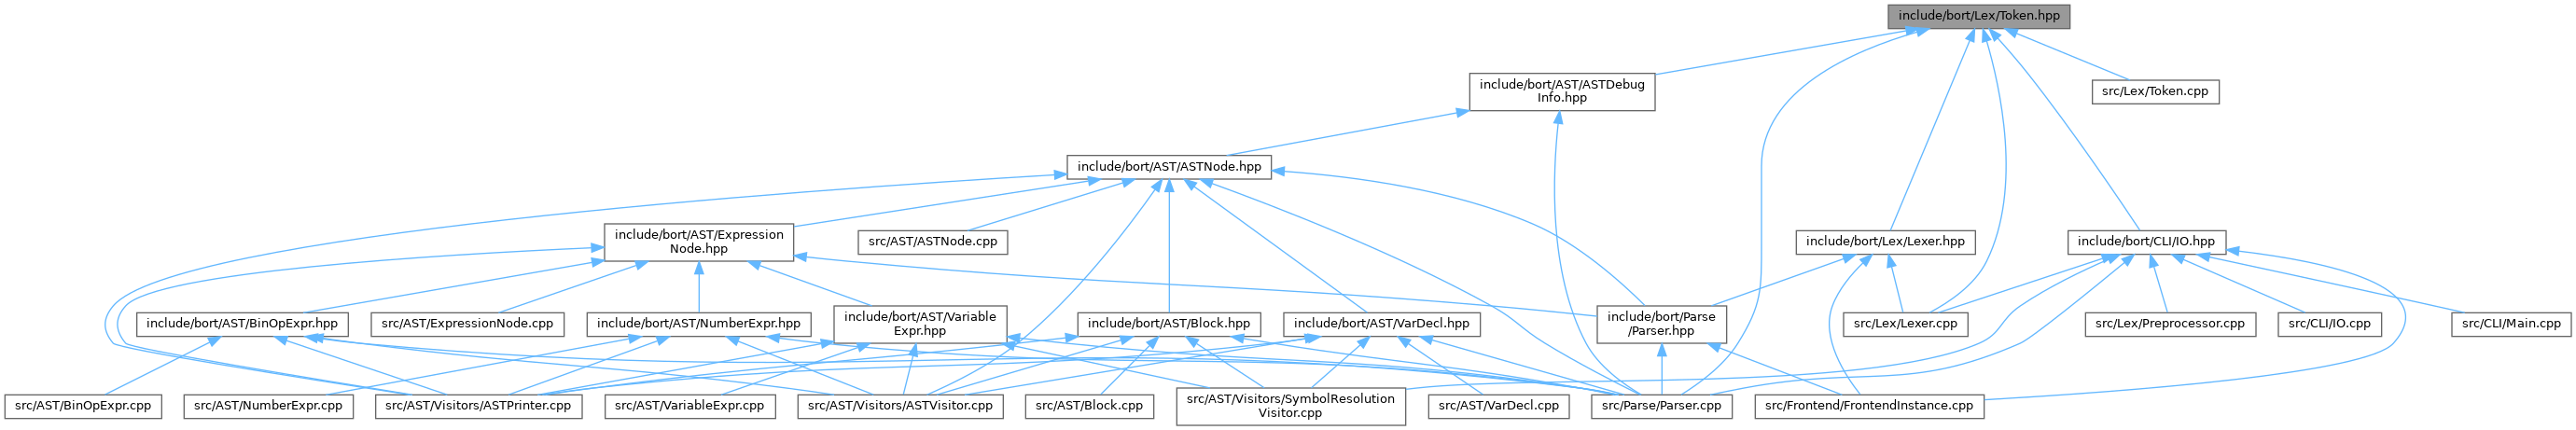 include/bort/Lex/Token.hpp
include/bort/AST/ASTDebug
Info.hpp
src/Lex/Token.cpp
include/bort/AST/ASTNode.hpp
include/bort/AST/Expression
Node.hpp
src/AST/ASTNode.cpp
include/bort/Lex/Lexer.hpp
include/bort/CLI/IO.hpp
include/bort/AST/BinOpExpr.hpp
src/AST/ExpressionNode.cpp
include/bort/AST/NumberExpr.hpp
include/bort/AST/Variable
Expr.hpp
include/bort/AST/Block.hpp
include/bort/AST/VarDecl.hpp
include/bort/Parse
/Parser.hpp
src/Lex/Lexer.cpp
src/Lex/Preprocessor.cpp
src/CLI/IO.cpp
src/CLI/Main.cpp
src/AST/BinOpExpr.cpp
src/AST/NumberExpr.cpp
src/AST/Visitors/ASTPrinter.cpp
src/AST/VariableExpr.cpp
src/AST/Visitors/ASTVisitor.cpp
src/AST/Block.cpp
src/AST/Visitors/SymbolResolution
Visitor.cpp
src/AST/VarDecl.cpp
src/Parse/Parser.cpp
src/Frontend/FrontendInstance.cpp